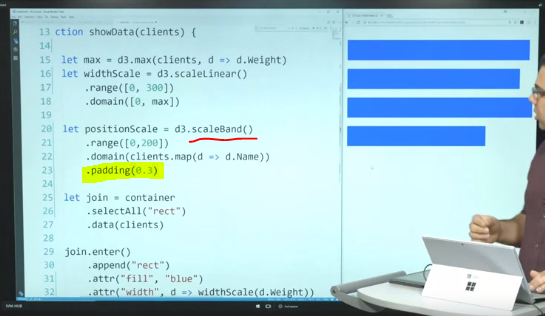 13 ction showData(clients) {
14
15 let max = d3.max(clients, d => d.Weight)
16 let widthScale = d3.scaleLinear()
17 .range([0, 300])
18 .domain([0, max])
19
20 let positionScale = d3.scaleBand()
21 .range([0,200])
22 .domain(clients.map(d => d.Name))
23 .padding(0.3)
24
25 let join = container
26 .selectAll("rect")
27 .data(clients)
28
29 join.enter()
30 .append("rect")
31 .attr("fill", "blue")
32 .attr("width", d => widthScale(d.Weight))